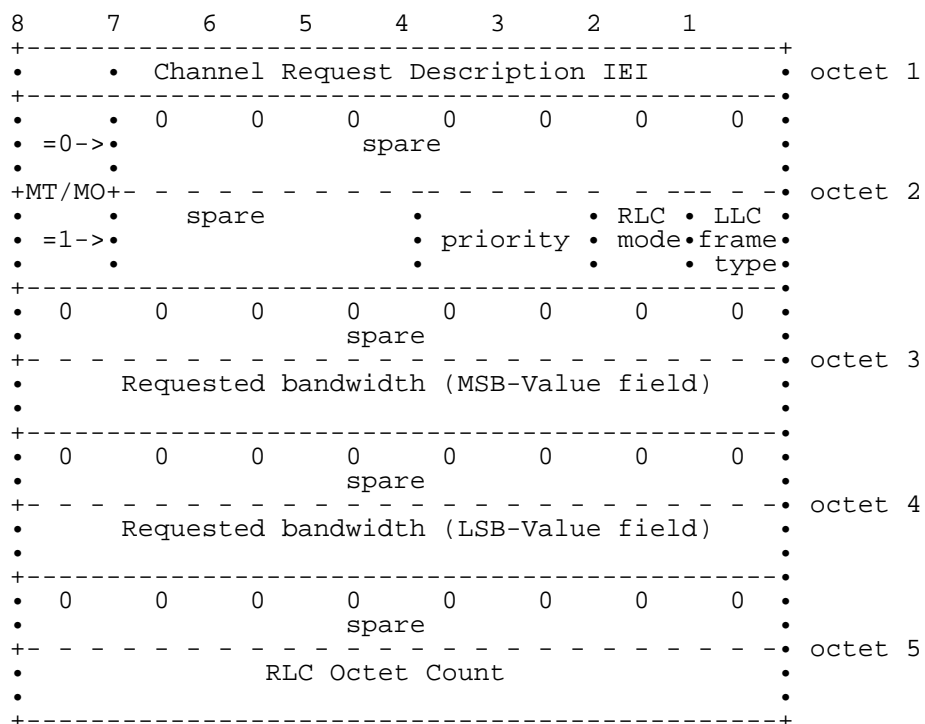 8 7 6 5 4 3 2 1
Channel Request Description IEI octet 1
0 0 0 0 0 0 0
=0-> spare
MT/MO octet 2
spare RLC LLC
=1-> priority mode frame
type
0 0 0 0 0 0 0 0
spare
octet 3
Requested bandwidth (MSB-Value field)
0 0 0 0 0 0 0 0
spare
octet 4
Requested bandwidth (LSB-Value field)
0 0 0 0 0 0 0 0
spare
octet 5
RLC Octet Count